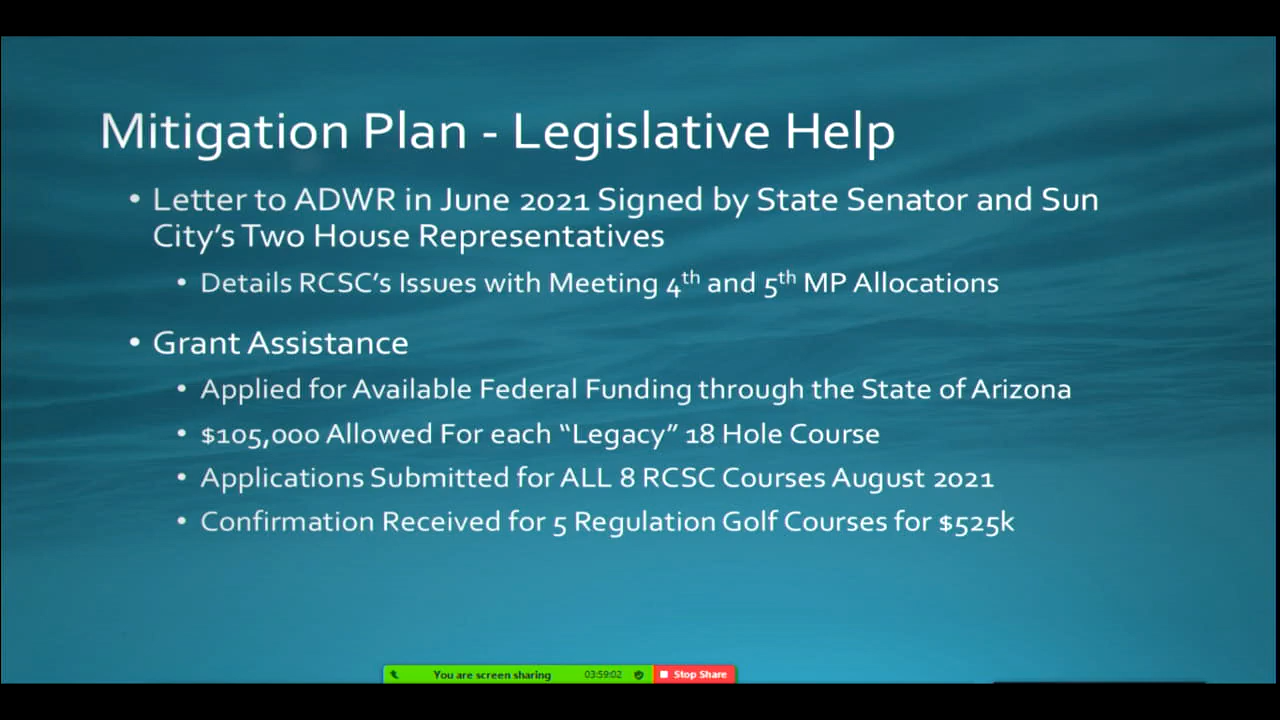 Mitigation Plan - Legislative Help
• Letter to ADWR in June 2021 Signed by State Senator and Sun
City's Two House Representatives
• Details RCSC's Issues with Meeting 4th and 5th MP Allocations
• Grant Assistance
• Applied for Available Federal Funding through the State of Arizona
• $105,000 Allowed For each “Legacy” 18 Hole Course
• Applications Submitted for ALL 8 RCSC Courses August 2021
• Confirmation Received for 5 Regulation Golf Courses for $525k
You are screen sharing 03:59:02 Stop Share